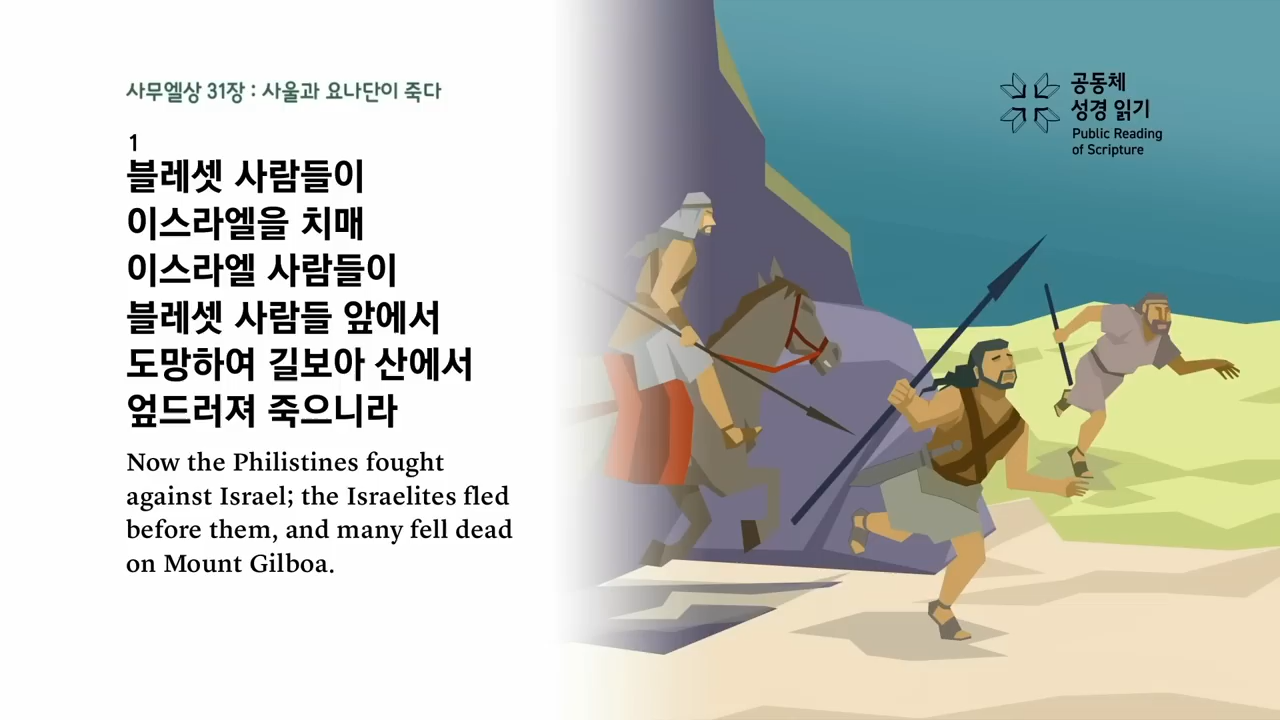 사무엘상 31장 : 사울과 요나단이 죽다
1
블레셋 사람들이
이스라엘을 치매
이스라엘 사람들이
블레셋 사람들 앞에서
도망하여 길보아 산에서
엎드러져 죽으니라
Now the Philistines fought
against Israel; the Israelites fled
before them, and many fell dead
on Mount Gilboa.
공동체
성경 읽기
Public Reading
of Scripture